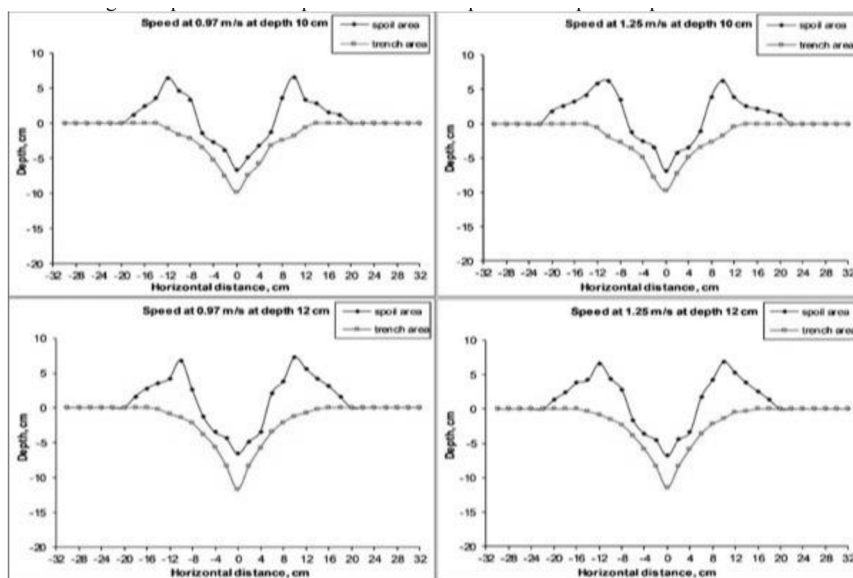 Speed at 0.97 m/s at depth 10 cm
spoil area
trench area
10
5
0
-5
-10
-15
-20
Depth, cm
-32 -28 -24 -20 -16 -12 -8 -4 0 4 8 12 16 20 24 28 32
Horizontal distance, cm
Speed at 1.25 m/s at depth 10 cm
spoil area
trench area
10
5
0
-5
-10
-15
-20
Depth, cm
-32 -28 -24 -20 -16 -12 -8 -4 0 4 8 12 16 20 24 28 32
Horizontal distance, cm
Speed at 0.97 m/s at depth 12 cm
spoil area
trench area
10
5
0
-5
-10
-15
-20
Depth, cm
-32 -28 -24 -20 -16 -12 -8 -4 0 4 8 12 16 20 24 28 32
Horizontal distance, cm
Speed at 1.25 m/s at depth 12 cm
spoil area
trench area
10
5
0
-5
-10
-15
-20
Depth, cm
-32 -28 -24 -20 -16 -12 -8 -4 0 4 8 12 16 20 24 28 32
Horizontal distance, cm